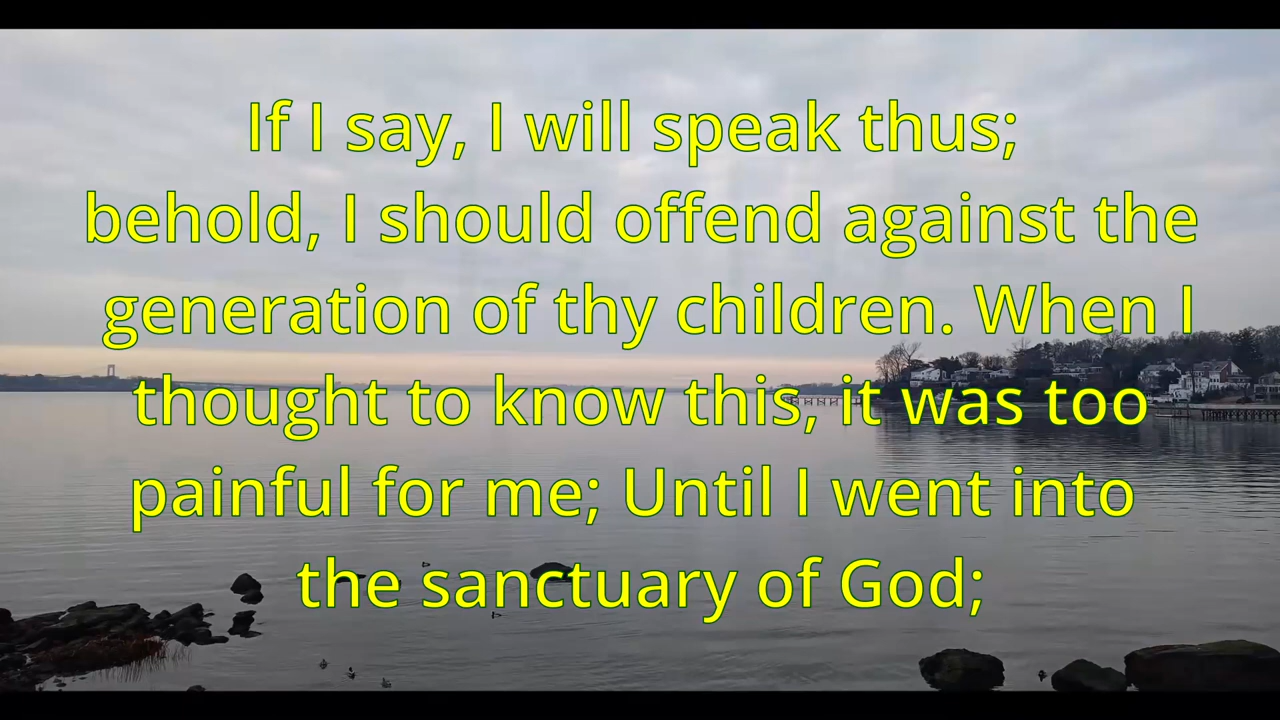 If I say, I will speak thus;
behold, I should offend against the
generation of thy children. When I
thought to know this, it was too
painful for me; Until I went into
the sanctuary of God;